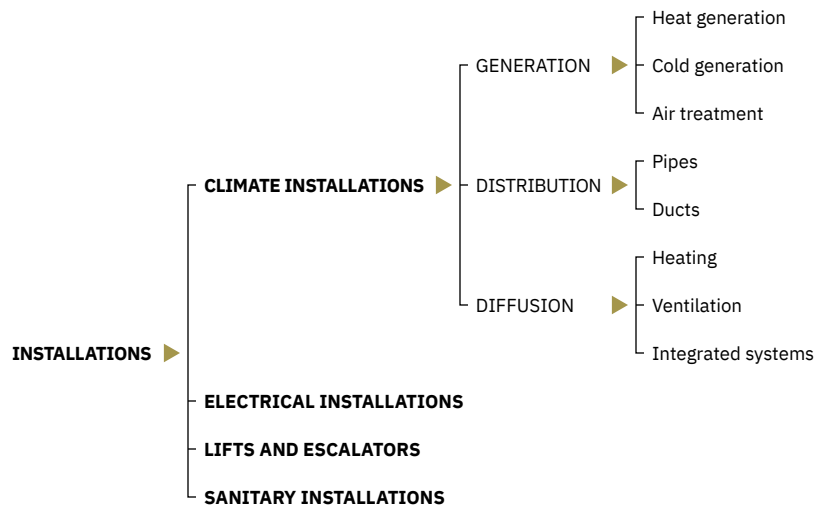 Heat generation
GENERATION
Cold generation
Air treatment
Pipes
CLIMATE INSTALLATIONS
DISTRIBUTION
Ducts
Heating
DIFFUSION
Ventilation
INSTALLATIONS
Integrated systems
ELECTRICAL INSTALLATIONS
LIFTS AND ESCALATORS
SANITARY INSTALLATIONS